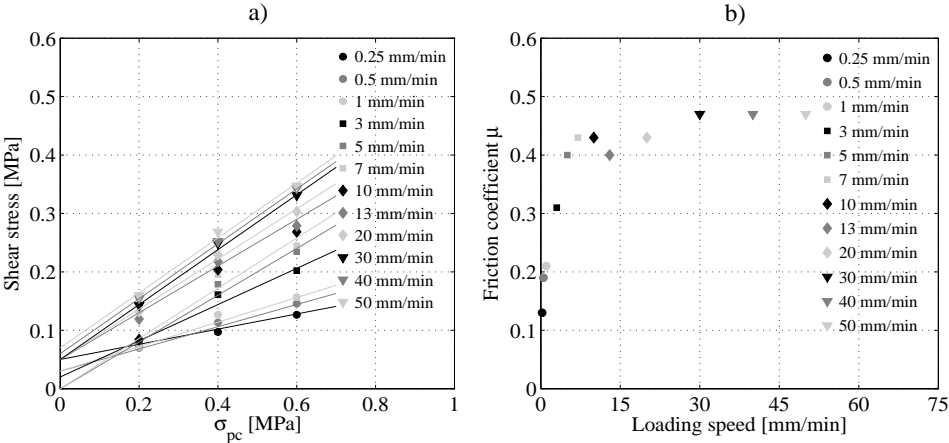 a)
Shear stress [MPa]
0.6
0.5
0.4
0.3
0.2
0.1
0
0 0.2 0.4 0.6 0.8 1
σpc [MPa]
0.25 mm/min
0.5 mm/min
1 mm/min
3 mm/min
5 mm/min
7 mm/min
10 mm/min
13 mm/min
20 mm/min
30 mm/min
40 mm/min
50 mm/min
b)
Friction coefficient μ
0.6
0.5
0.4
0.3
0.2
0.1
0
0 15 30 45 60 75
Loading speed [mm/min]
0.25 mm/min
0.5 mm/min
1 mm/min
3 mm/min
5 mm/min
7 mm/min
10 mm/min
13 mm/min
20 mm/min
30 mm/min
40 mm/min
50 mm/min